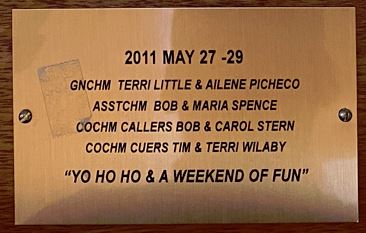 2011 MAY 27 -29
GNCHM TERRI LITTLE & AILENE PICHECO
ASSTCHM BOB & MARIA SPENCE
COCHM CALLERS BOB & CAROL STERN
COCHM CUERS TIM & TERRI WILABY
“YO HO HO & A WEEKEND OF FUN”